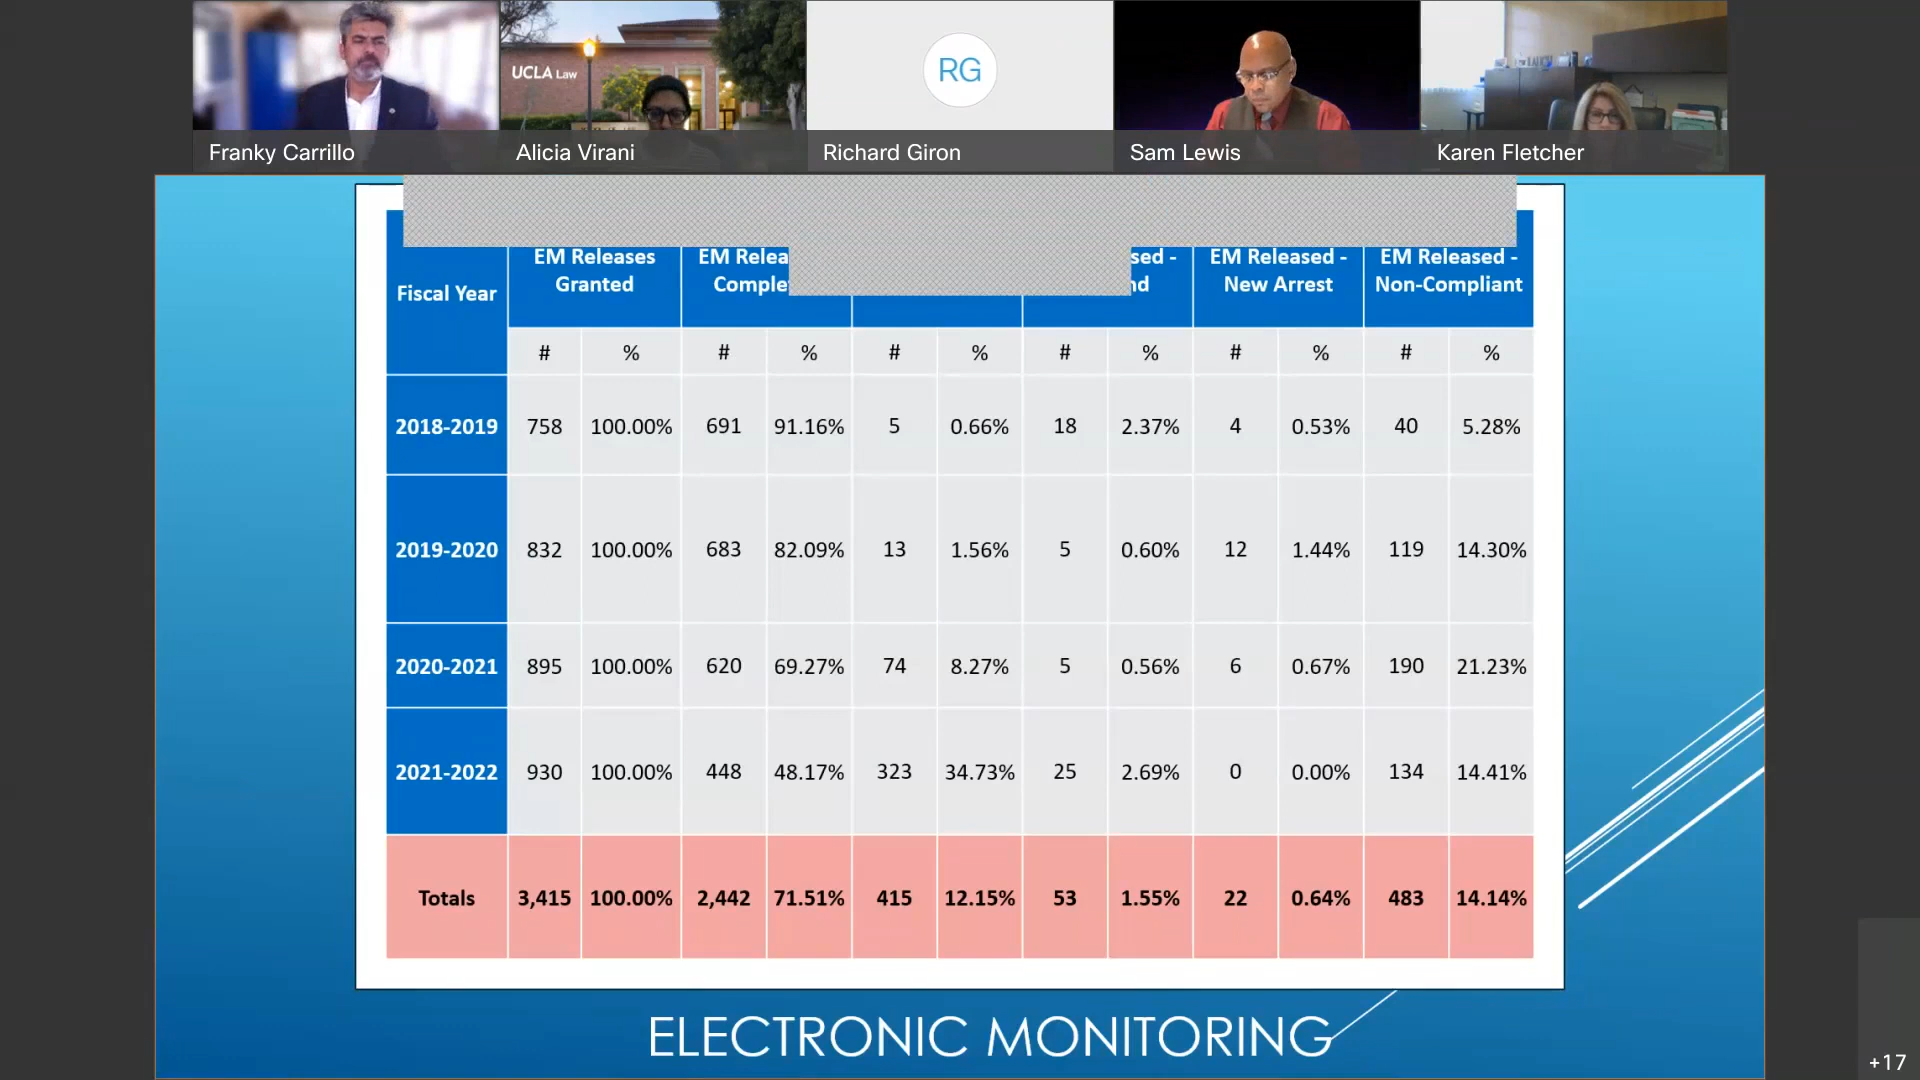 UCLA Law
RG
Franky Carrillo
Alicia Virani
Richard Giron
Sam Lewis
Karen Fletcher
Fiscal Year
EM Releases
Granted
EM Released -
New Arrest
EM Released -
Non-Compliant
# % # % # % # % # % # %
2018-2019 758 100.00% 691 91.16% 5 0.66% 18 2.37% 4 0.53% 40 5.28%
2019-2020 832 100.00% 683 82.09% 13 1.56% 5 0.60% 12 1.44% 119 14.30%
2020-2021 895 100.00% 620 69.27% 74 8.27% 5 0.56% 6 0.67% 190 21.23%
2021-2022 930 100.00% 448 48.17% 323 34.73% 25 2.69% 0 0.00% 134 14.41%
Totals 3,415 100.00% 2,442 71.51% 415 12.15% 53 1.55% 22 0.64% 483 14.14%
ELECTRONIC MONITORING
+17